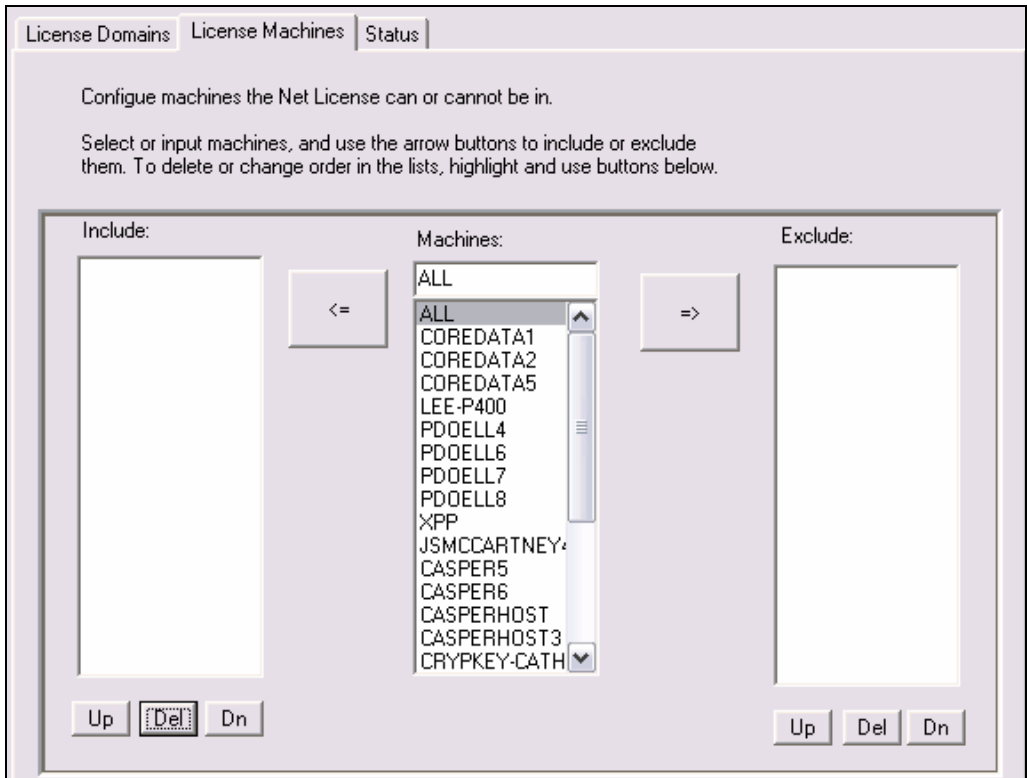 License Domains
License Machines
Status
Configue machines the Net License can or cannot be in.
Select or input machines, and use the arrow buttons to include or exclude
them. To delete or change order in the lists, highlight and use buttons below.
Include:
Machines:
Exclude:
ALL
<=
=>
ALL
COREDATA1
COREDATA2
COREDATA5
LEE-P400
PDOELL4
PDOELL6
PDOELL7
PDOELL8
XPP
JSMCCARTNEY4
CASPER5
CASPER6
CASPERHOST
CASPERHOST3
CRYPKEY-CATH
Up Del Dn
Up Del Dn